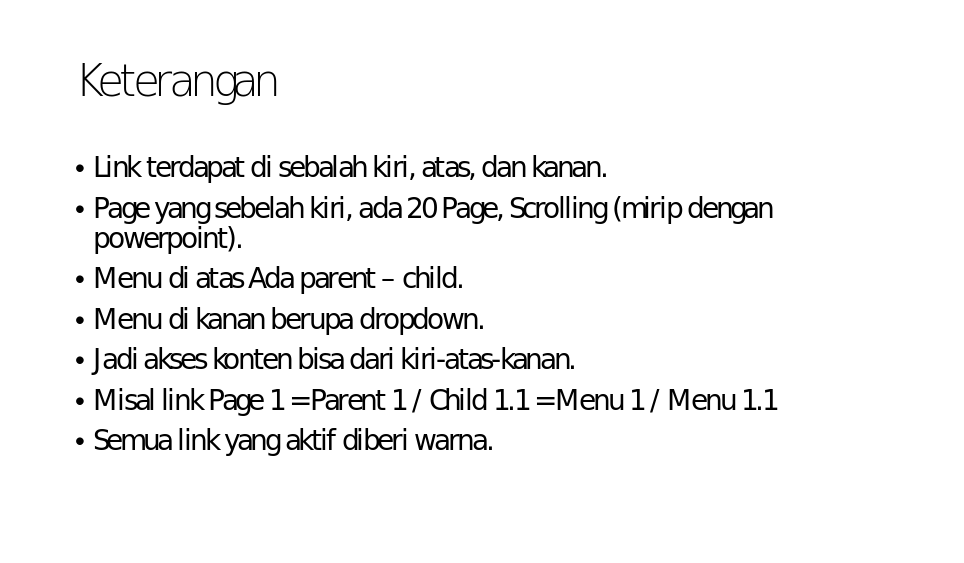 Keterangan
• Link terdapat di sebalah kiri, atas, dan kanan.
• Page yang sebelah kiri, ada 20 Page, Scrolling (mirip dengan
powerpoint).
• Menu di atas Ada parent – child.
• Menu di kanan berupa dropdown.
• Jadi akses konten bisa dari kiri-atas-kanan.
• Misal link Page 1 = Parent 1 / Child 1.1 = Menu 1 / Menu 1.1
• Semua link yang aktif diberi warna.